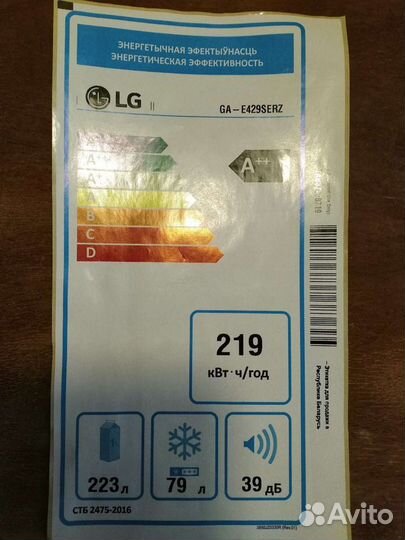 ЭНЕРГЕТЫЧНАЯ ЭФЕКТЫЎНАСЦЬ
ЭНЕРГЕТИЧЕСКАЯ ЭФФЕКТИВНОСТЬ
LG
GA – E429SERZ
A++
A+
A
B
C
D
A++
219
кВт·ч/год
– Этикетка для продажи в
Республике Беларусь
223 л
79 л
39 дБ
СТБ 2475-2016
Avito